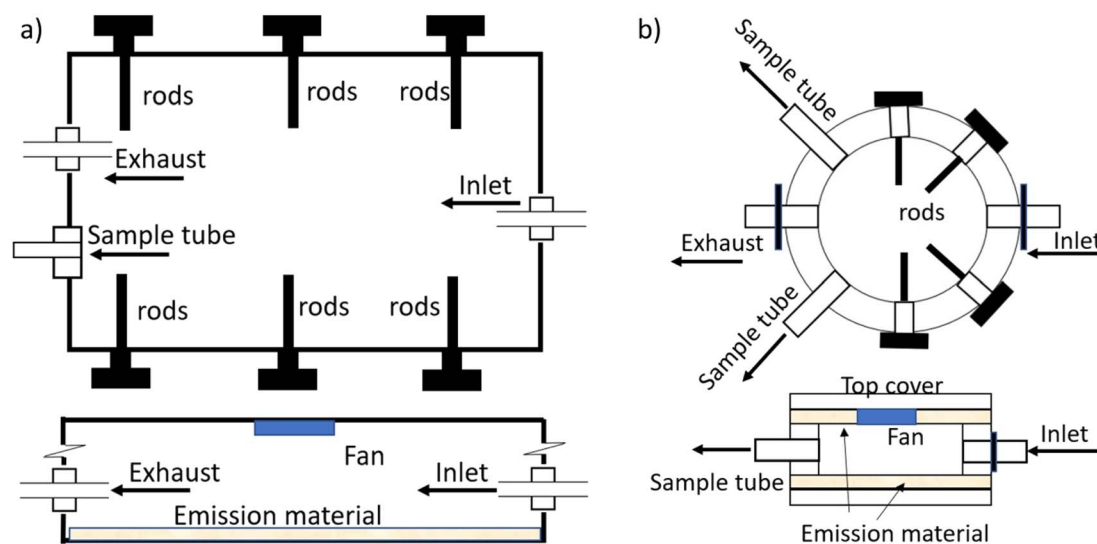 a)
rods
rods
rods
Exhaust
Inlet
Sample tube
rods
rods
rods
Fan
Exhaust
Inlet
Emission material
b)
Sample tube
rods
Exhaust
Inlet
Sample tube
Top cover
Fan
Inlet
Sample tube
Emission material